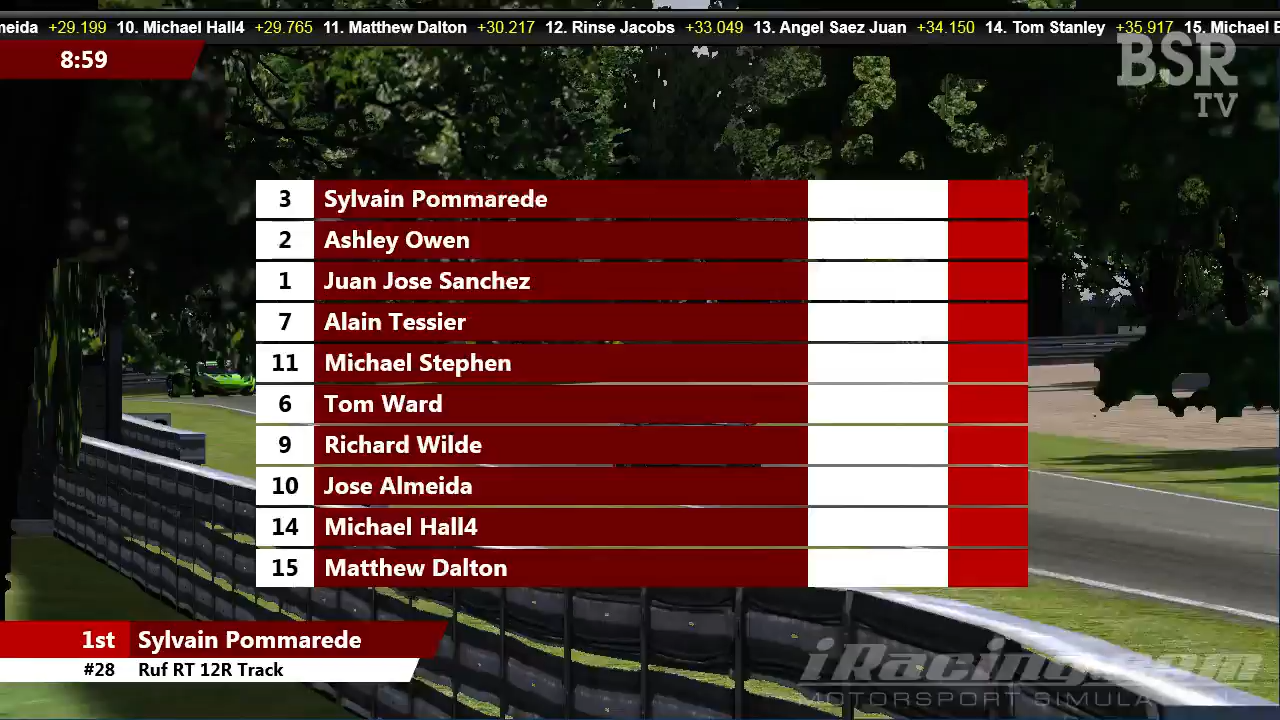 meida +29.199 10. Michael Hall4 +29.765 11. Matthew Dalton +30.217 12. Rinse Jacobs +33.049 13. Angel Saez Juan +34.150 14. Tom Stanley +35.917 15. Michael E
8:59
BSR
TV
3 Sylvain Pommarede
2 Ashley Owen
1 Juan Jose Sanchez
7 Alain Tessier
11 Michael Stephen
6 Tom Ward
9 Richard Wilde
10 Jose Almeida
14 Michael Hall4
15 Matthew Dalton
1st Sylvain Pommarede
#28 Ruf RT 12R Track
iRacing.com
MOTORSPORT SIMULATION